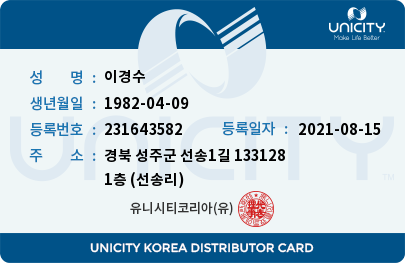 UNICITY
Make Life Better
성 명 : 이경수
생년월일 : 1982-04-09
등록번호 : 231643582 등록일자 : 2021-08-15
UNICITY
주 소 : 경북 성주군 선송1길 133128
1층 (선송리)
유니시티코리아(유)
UNICITY KOREA DISTRIBUTOR CARD